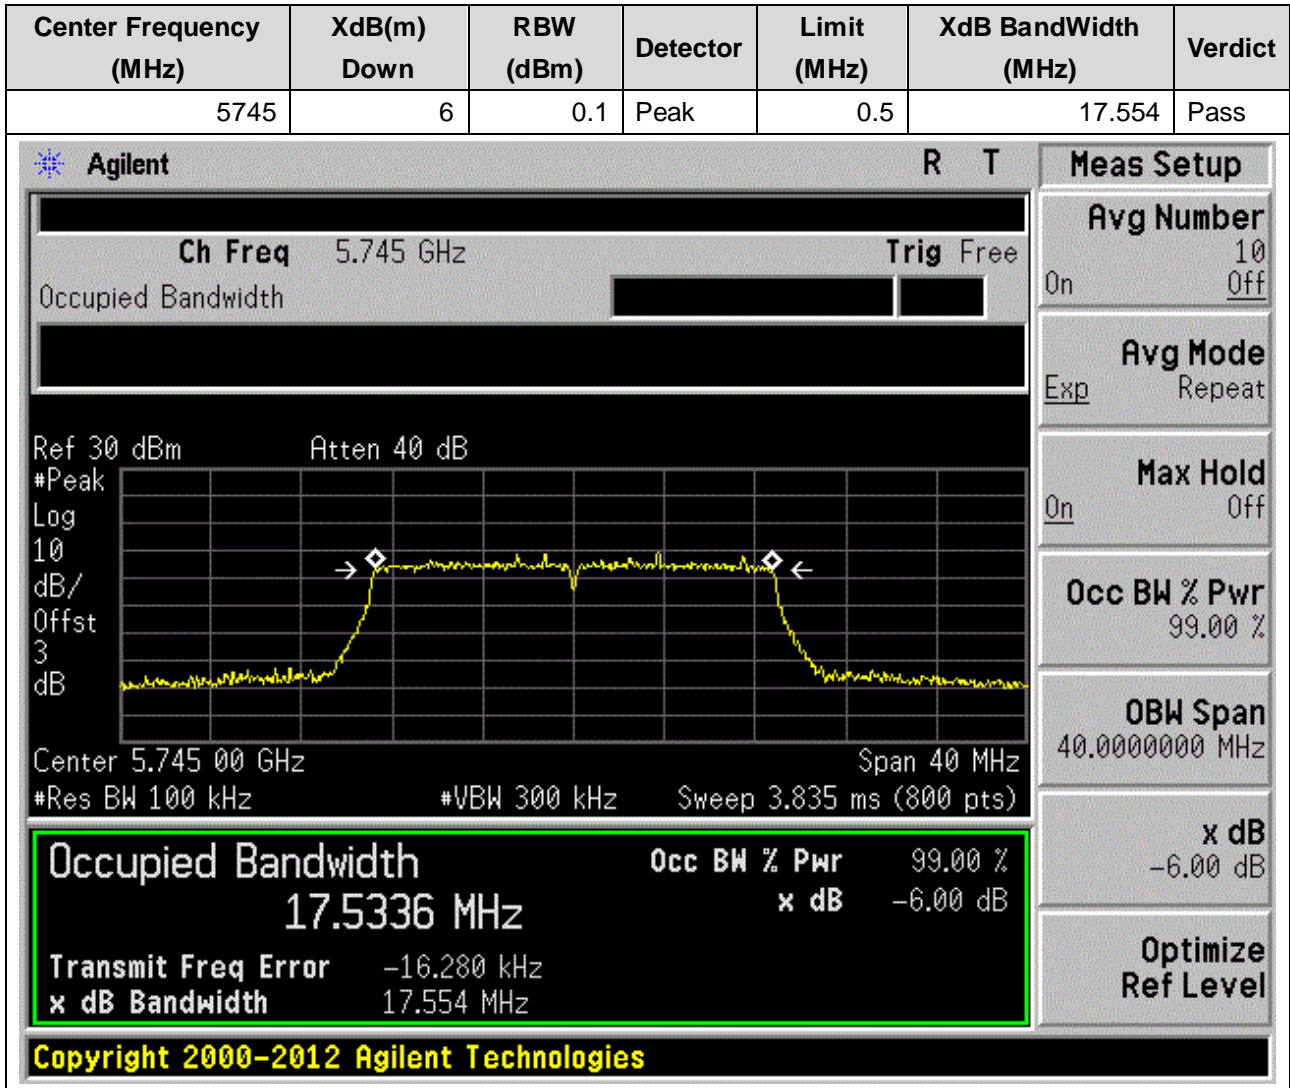 Center Frequency (MHz) XdB(m) Down RBW (dBm) Detector Limit (MHz) XdB BandWidth (MHz) Verdict
5745 6 0.1 Peak 0.5 17.554 Pass
Agilent R T
Ch Freq 5.745 GHz Trig Free
Occupied Bandwidth
Ref 30 dBm Atten 40 dB
#Peak
Log
10
dB/
Offst
3
dB
Center 5.745 00 GHz Span 40 MHz
#Res BW 100 kHz #VBW 300 kHz Sweep 3.835 ms (800 pts)
Occupied Bandwidth
17.5336 MHz
Occ BW % Pwr 99.00 %
x dB -6.00 dB
Transmit Freq Error -16.280 kHz
x dB Bandwidth 17.554 MHz
Copyright 2000-2012 Agilent Technologies
Meas Setup
Avg Number
10
On Off
Avg Mode
Exp Repeat
Max Hold
On Off
Occ BW % Pwr
99.00 %
OBW Span
40.0000000 MHz
x dB
-6.00 dB
Optimize
Ref Level